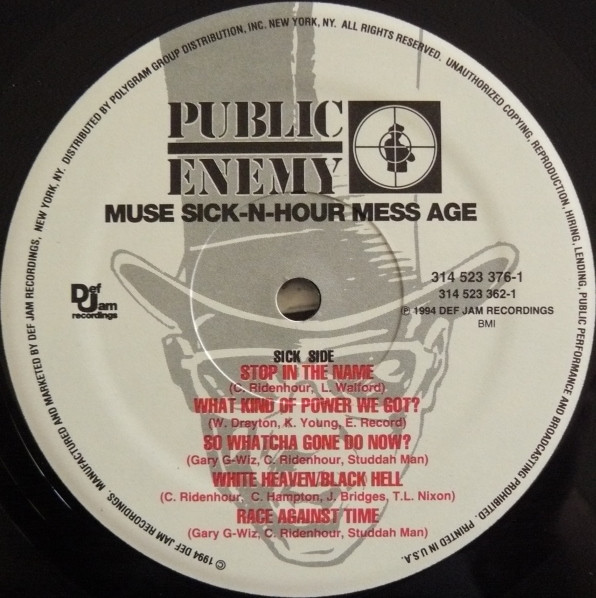 PUBLIC
ENEMY
MUSE SICK-N-HOUR MESS AGE
314 523 376-1
314 523 362-1
Ⓟ 1994 DEF JAM RECORDINGS
BMI
Def
Jam
recordings
SICK SIDE
STOP IN THE NAME
(C. Ridenhour, L. Walford)
WHAT KIND OF POWER WE GOT?
(W. Drayton, K. Young, E. Record)
SO WHATCHA GONE DO NOW?
(Gary G-Wiz, C. Ridenhour, Studdah Man)
WHITE HEAVEN/BLACK HELL
(C. Ridenhour, C. Hampton, J. Bridges, T.L. Nixon)
RACE AGAINST TIME
(Gary G-Wiz, C. Ridenhour, Studdah Man)
© 1994 DEF JAM RECORDINGS. MANUFACTURED AND MARKETED BY DEF JAM RECORDINGS, NEW YORK, NY. DISTRIBUTED BY POLYGRAM GROUP DISTRIBUTION, INC. NEW YORK, NY. ALL RIGHTS RESERVED. UNAUTHORIZED COPYING, REPRODUCTION, HIRING, LENDING, PUBLIC PERFORMANCE AND BROADCASTING PROHIBITED. PRINTED IN U.S.A.